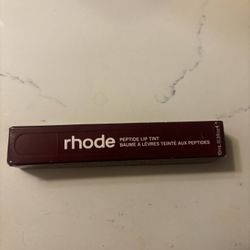 rhode
PEPTIDE LIP TINT
BAUME À LÈVRES TEINTÉ AUX PEPTIDES